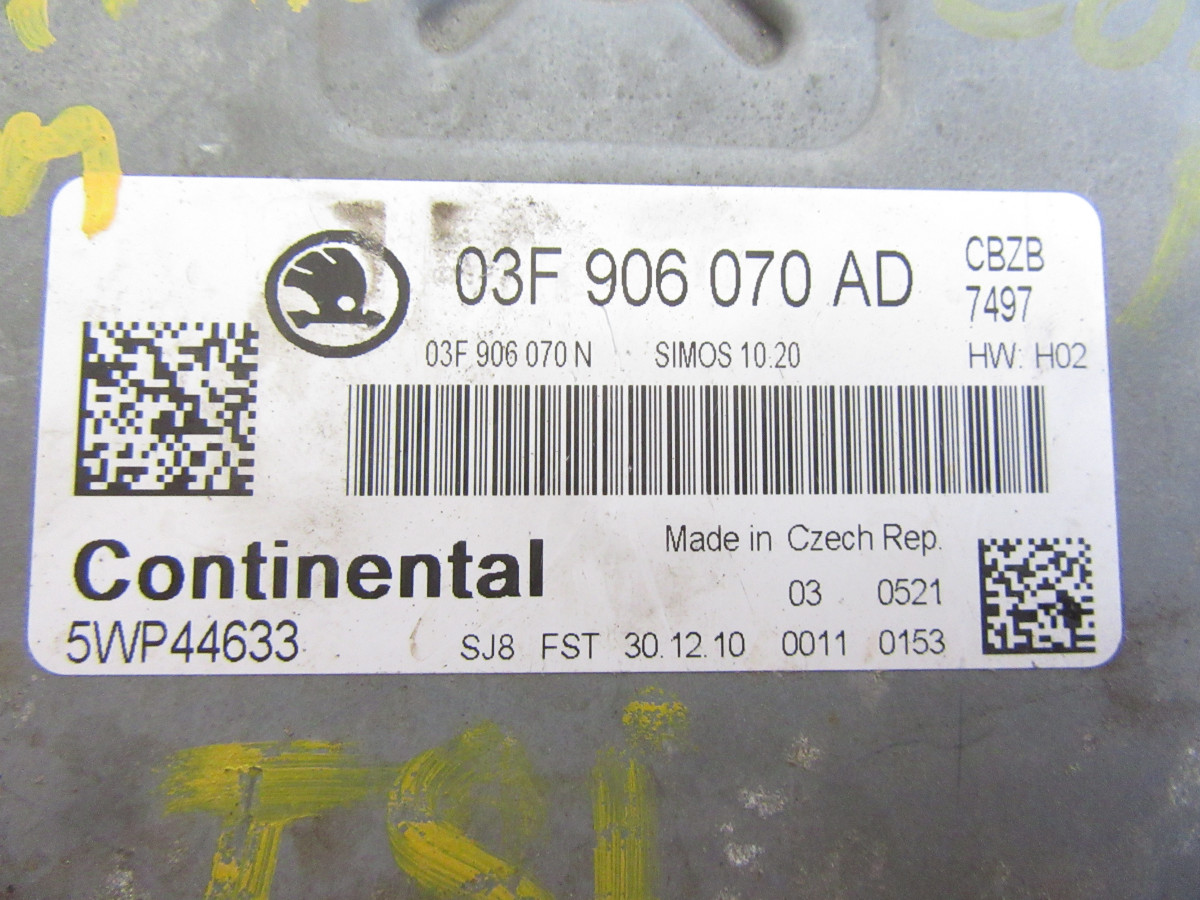 03F 906 070 AD
CBZB
7497
03F 906 070 N SIMOS 10.20 HW: H02
Made in Czech Rep.
Continental
03 0521
5WP44633 SJ8 FST 30.12.10 0011 0153
TSi